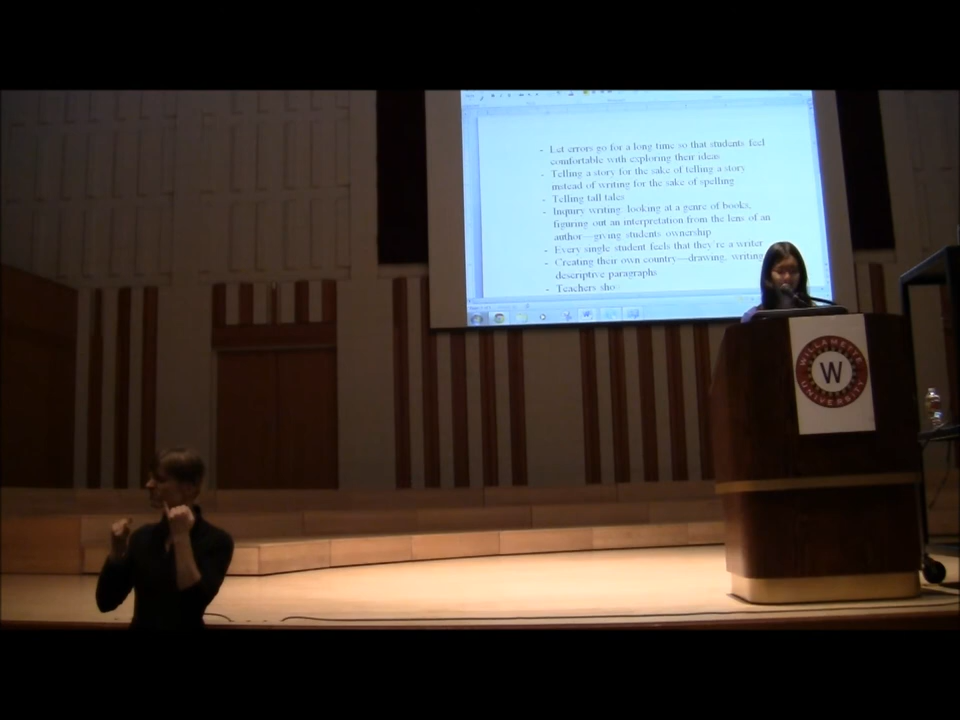 - Let errors go for a long time so that students feel
comfortable with exploring their ideas
- Telling a story for the sake of telling a story
instead of writing for the sake of spelling
- Telling tall tales
- Inquiry writing: looking at a genre of books,
figuring out an interpretation from the lens of an
author—giving students ownership
- Every single student feels that they're a writer
- Creating their own country—drawing, writing
descriptive paragraphs
- Teachers sho
WILLAMETTE
W
UNIVERSITY